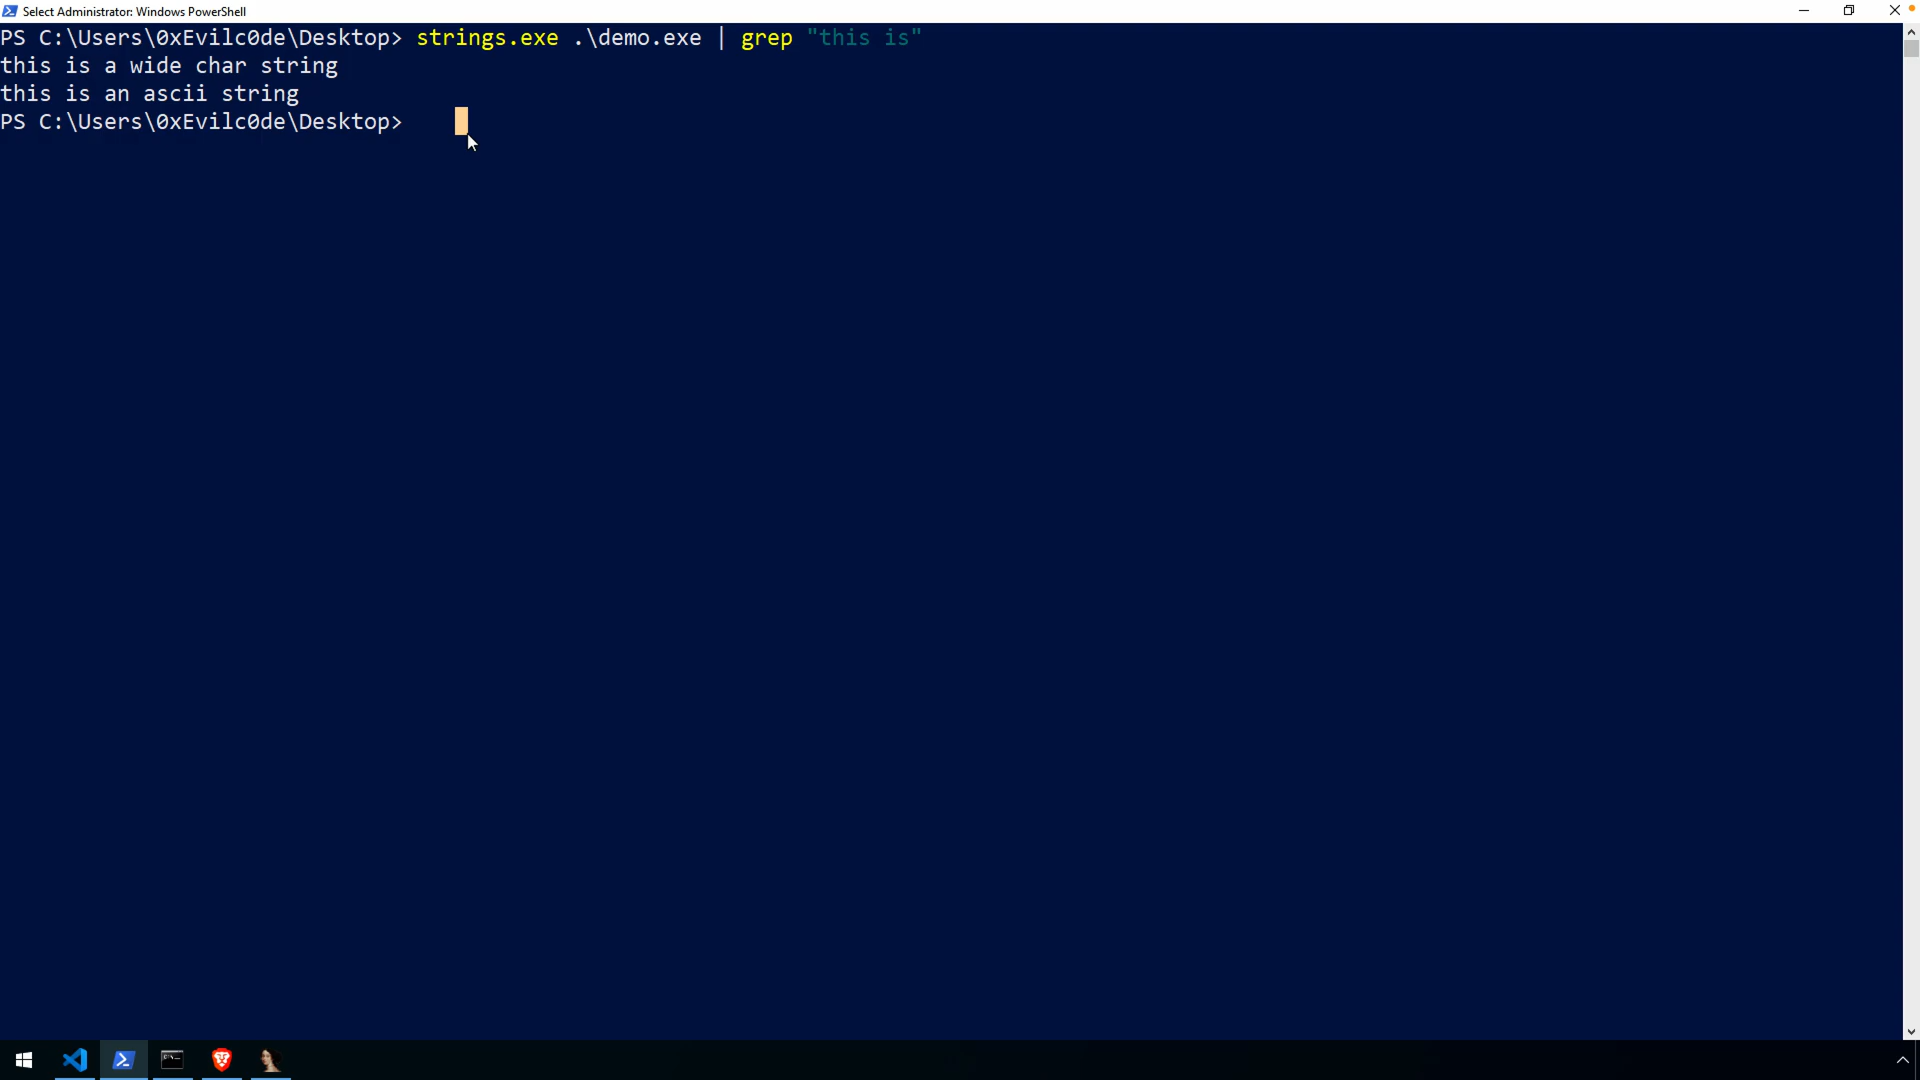 Select Administrator: Windows PowerShell
PS C:\Users\0xEvilc0de\Desktop> strings.exe .\demo.exe | grep "this is"
this is a wide char string
this is an ascii string
PS C:\Users\0xEvilc0de\Desktop>